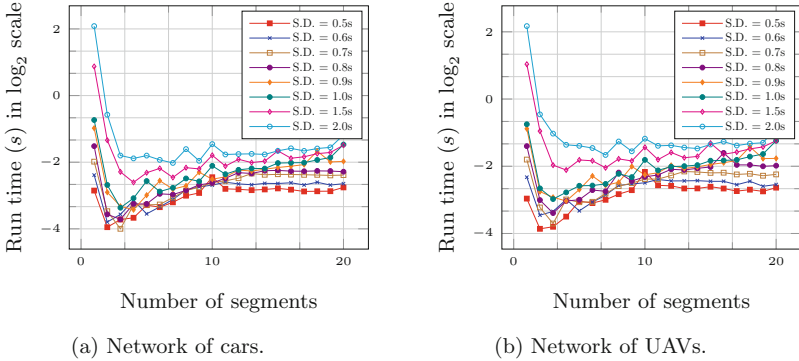 Run time (s) in log2 scale
2
0
−2
−4
0
10
20
S.D. = 0.5s
S.D. = 0.6s
S.D. = 0.7s
S.D. = 0.8s
S.D. = 0.9s
S.D. = 1.0s
S.D. = 1.5s
S.D. = 2.0s
Number of segments
(a) Network of cars.
Run time (s) in log2 scale
2
0
−2
−4
0
10
20
S.D. = 0.5s
S.D. = 0.6s
S.D. = 0.7s
S.D. = 0.8s
S.D. = 0.9s
S.D. = 1.0s
S.D. = 1.5s
S.D. = 2.0s
Number of segments
(b) Network of UAVs.